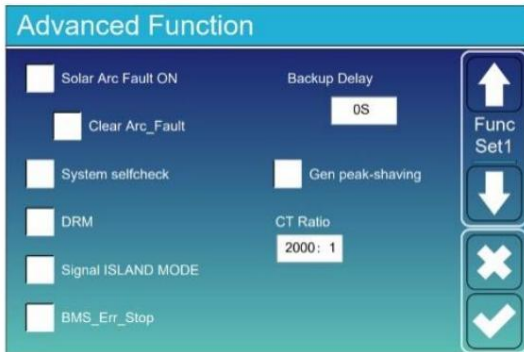 Advanced Function
Solar Arc Fault ON
Clear Arc_Fault
System selfcheck
DRM
Signal ISLAND MODE
BMS_Err_Stop
Backup Delay
0S
Gen peak-shaving
CT Ratio
2000: 1
Func
Set1